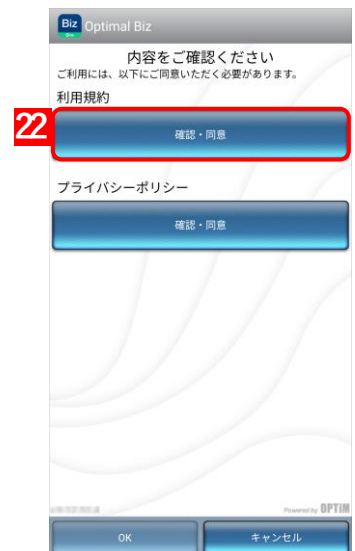 Biz Optimal Biz
内容をご確認ください
ご利用には、以下にご同意いただく必要があります。
利用規約
22
確認・同意
プライバシーポリシー
確認・同意
Powered by OPTiM
OK キャンセル